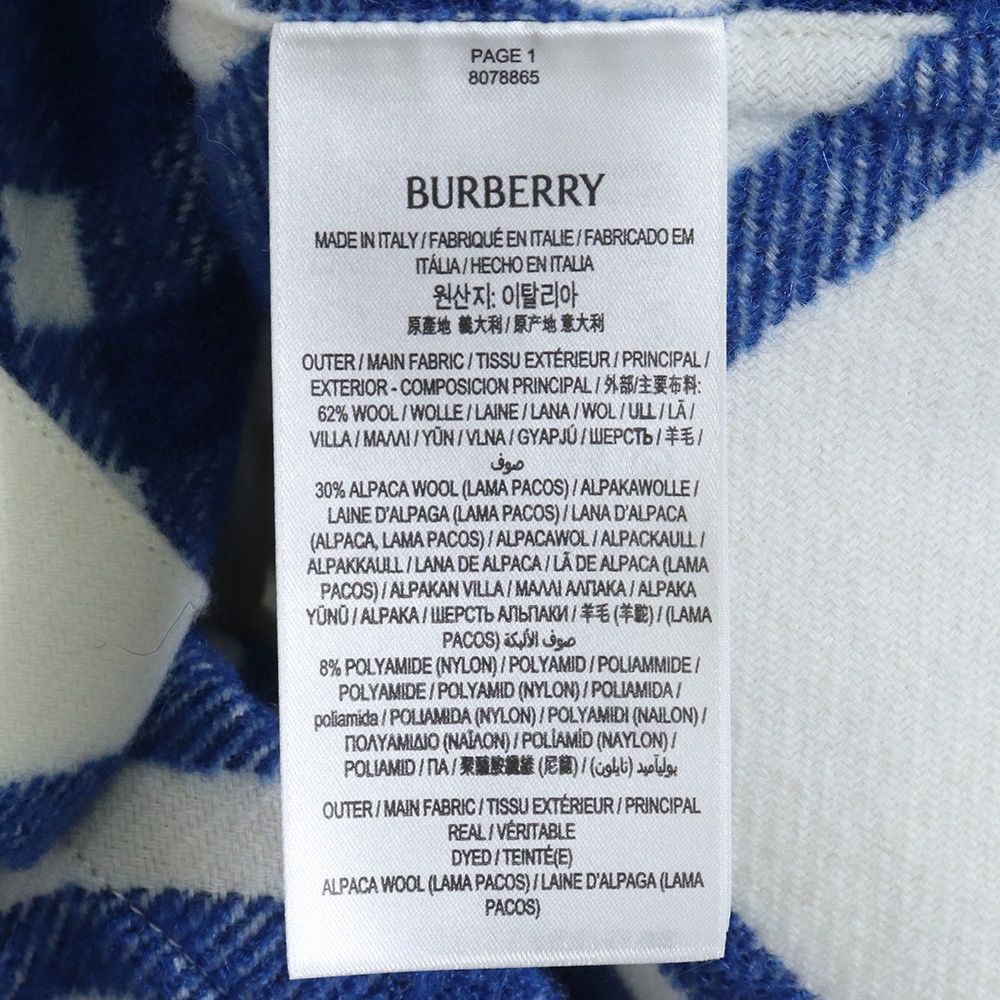 PAGE 1
8078865
BURBERRY
MADE IN ITALY / FABRIQUÉ EN ITALIE / FABRICADO EM
ITÁLIA / HECHO EN ITALIA
원산지: 이탈리아
原產地 義大利 / 原产地 意大利
OUTER / MAIN FABRIC / TISSU EXTÉRIEUR / PRINCIPAL /
EXTERIOR - COMPOSICION PRINCIPAL / 外部/主要布料:
62% WOOL / WOLLE / LAINE / LANA / WOL / ULL / LÃ /
VILLA / ΜΑΛΛΙ / YÜN / VLNA / GYAPJÚ / ШЕРСТЬ / 羊毛 /
صوف
30% ALPACA WOOL (LAMA PACOS) / ALPAKAWOLLE /
LAINE D'ALPAGA (LAMA PACOS) / LANA D'ALPACA
(ALPACA, LAMA PACOS) / ALPACAWOL / ALPACKAULL /
ALPAKKAULL / LANA DE ALPACA / LÃ DE ALPACA (LAMA
PACOS) / ALPAKAN VILLA / ΜΑΛΛΙ ΑΛΠΑΚΑ / ALPAKA
YÜNÜ / ALPAKA / ШЕРСТЬ АЛЬПАКИ / 羊毛 (羊駝) / (LAMA
PACOS) صوف الألبكة
8% POLYAMIDE (NYLON) / POLYAMID / POLIAMMIDE /
POLYAMIDE / POLYAMID (NYLON) / POLIAMIDA /
poliamida / POLIAMIDA (NYLON) / POLYAMIDI (NAILON) /
ΠΟΛΥΑΜΙΔΙΟ (ΝΑΪΛΟΝ) / POLİAMİD (NAYLON) /
POLIAMID / ПА / 聚醯胺纖維 (尼龍) / بولياميد (نايلون)
OUTER / MAIN FABRIC / TISSU EXTÉRIEUR / PRINCIPAL
REAL / VÉRITABLE
DYED / TEINTÉ(E)
ALPACA WOOL (LAMA PACOS) / LAINE D'ALPAGA (LAMA
PACOS)